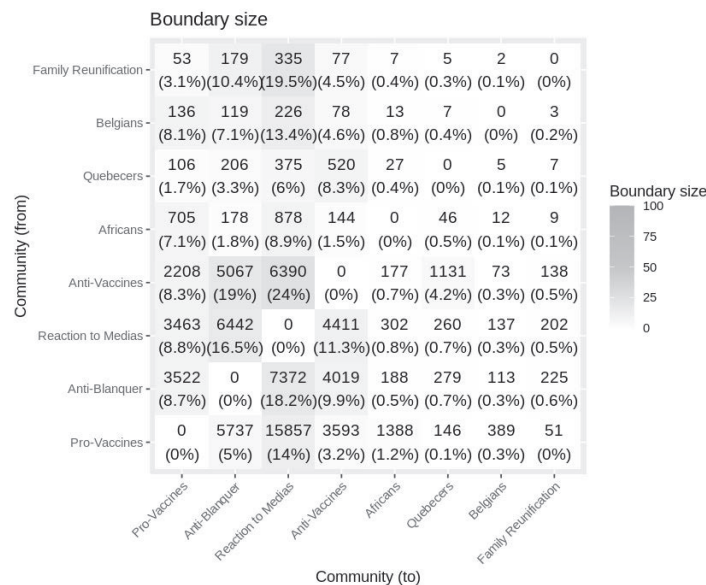 Boundary size
Family Reunification 53 179 335 77 7 5 2 0
(3.1%) (10.4%) (19.5%) (4.5%) (0.4%) (0.3%) (0.1%) (0%)
Belgians 136 119 226 78 13 7 0 3
(8.1%) (7.1%) (13.4%) (4.6%) (0.8%) (0.4%) (0%) (0.2%)
Quebecers 106 206 375 520 27 0 5 7
(1.7%) (3.3%) (6%) (8.3%) (0.4%) (0%) (0.1%) (0.1%)
Africans 705 178 878 144 0 46 12 9
(7.1%) (1.8%) (8.9%) (1.5%) (0%) (0.5%) (0.1%) (0.1%)
Anti-Vaccines 2208 5067 6390 0 177 1131 73 138
(8.3%) (19%) (24%) (0%) (0.7%) (4.2%) (0.3%) (0.5%)
Reaction to Medias 3463 6442 0 4411 302 260 137 202
(8.8%) (16.5%) (0%) (11.3%) (0.8%) (0.7%) (0.3%) (0.5%)
Anti-Blanquer 3522 0 7372 4019 188 279 113 225
(8.7%) (0%) (18.2%) (9.9%) (0.5%) (0.7%) (0.3%) (0.6%)
Pro-Vaccines 0 5737 15857 3593 1388 146 389 51
(0%) (5%) (14%) (3.2%) (1.2%) (0.1%) (0.3%) (0%)
Pro-Vaccines
Anti-Blanquer
Reaction to Medias
Anti-Vaccines
Africans
Quebecers
Belgians
Family Reunification
Community (to)
Community (from)
Boundary size
100
75
50
25
0